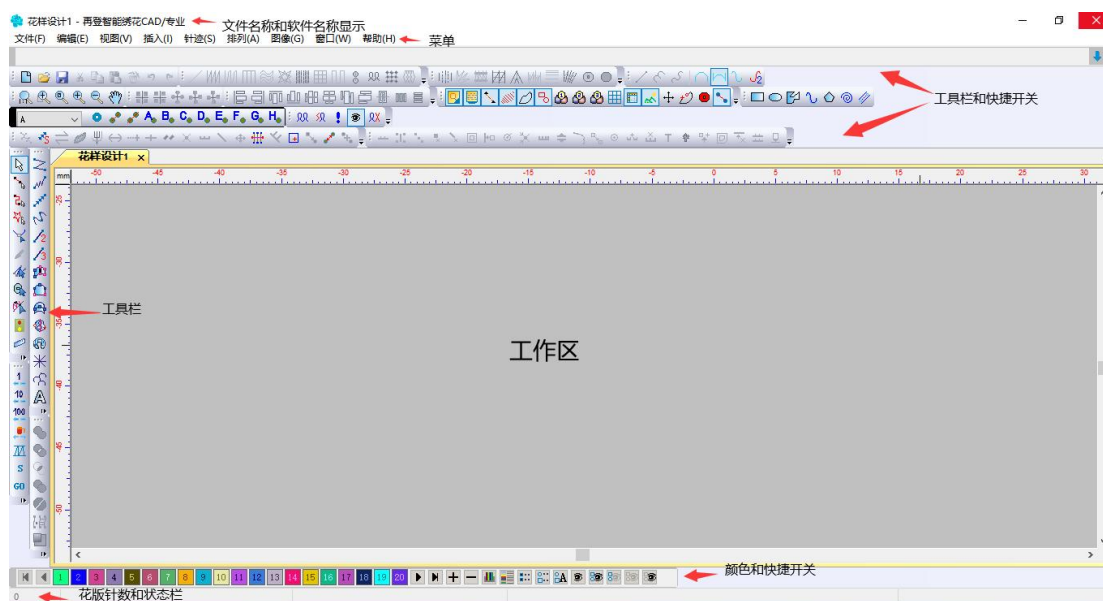 花样设计1 - 再登智能绣花CAD/专业
文件名称和软件名称显示
文件(F) 编辑(E) 视图(V) 插入(I) 针迹(S) 排列(A) 图像(G) 窗口(W) 帮助(H)
菜单
工具栏和快捷开关
A
A B C D E F G H
花样设计1 x
mm -50 -45 -40 -35 -30 -25 -20 -15 -10 -5 0 5 10 15 20 25 30
-25
-30
-35
-40
-45
-50
工具栏
工作区
1
10
100
S
GO
1 2 3 4 5 6 7 8 9 10 11 12 13 14 15 16 17 18 19 20
颜色和快捷开关
0
花版针数和状态栏